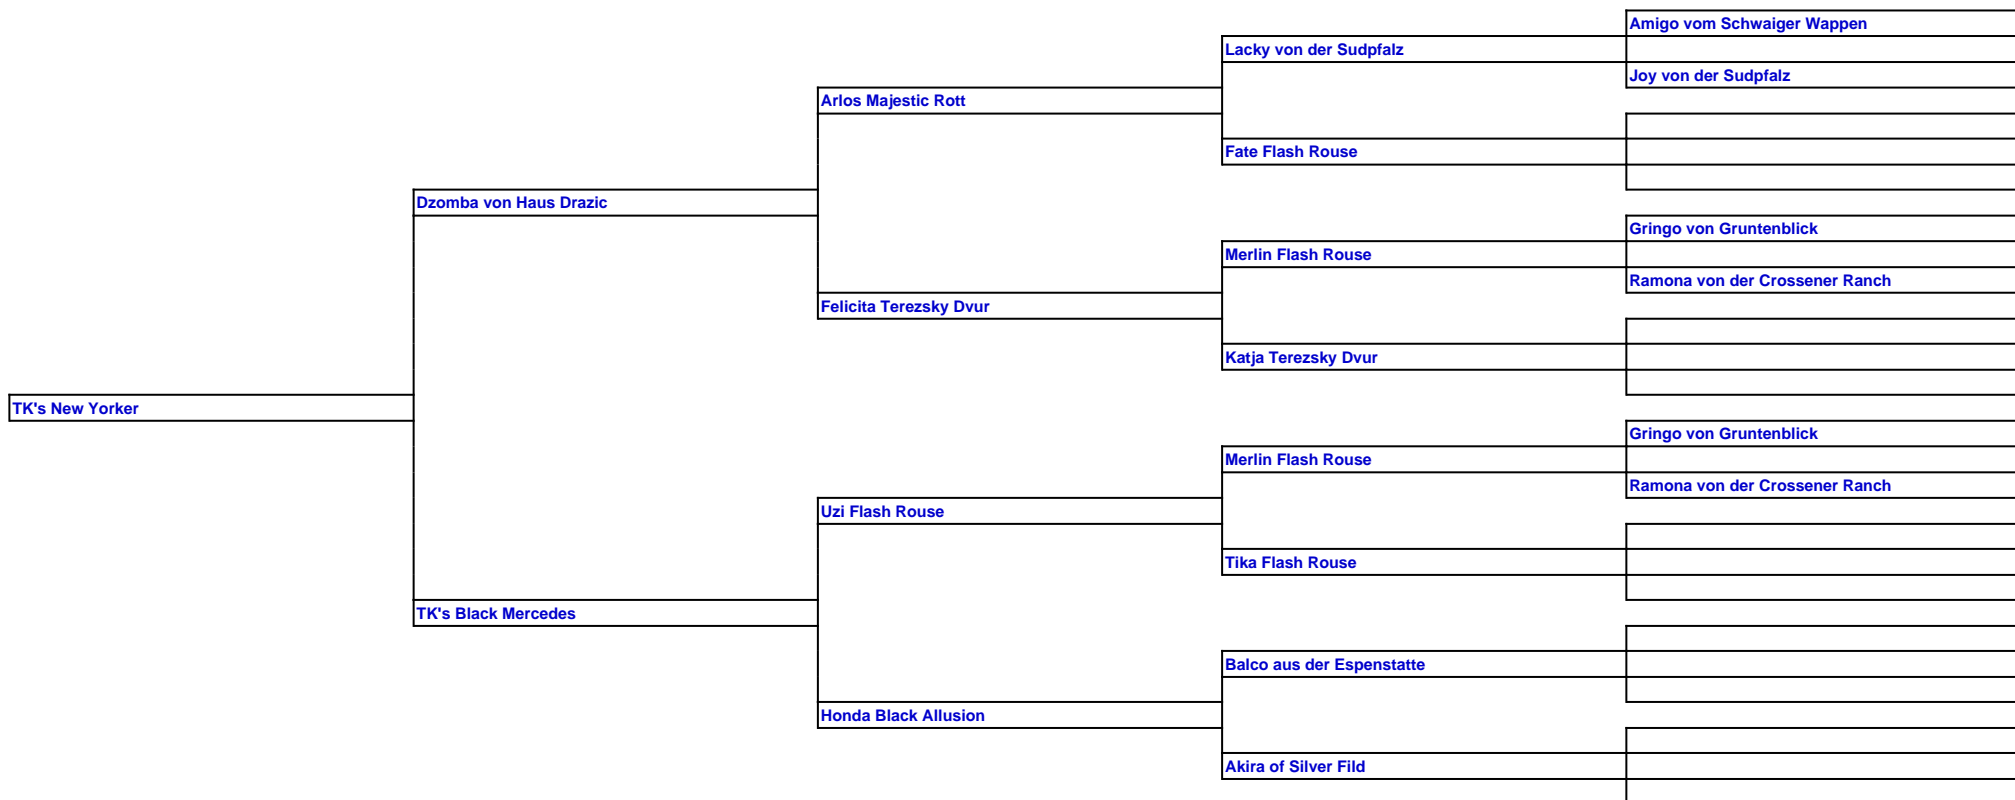 Amigo vom Schwaiger Wappen
Lacky von der Sudpfalz
Joy von der Sudpfalz
Arlos Majestic Rott
Fate Flash Rouse
Dzomba von Haus Drazic
Gringo von Gruntenblick
Merlin Flash Rouse
Ramona von der Crossener Ranch
Felicita Terezsky Dvur
Katja Terezsky Dvur
TK's New Yorker
Gringo von Gruntenblick
Merlin Flash Rouse
Ramona von der Crossener Ranch
Uzi Flash Rouse
Tika Flash Rouse
TK's Black Mercedes
Balco aus der Espenstatte
Honda Black Allusion
Akira of Silver Fild